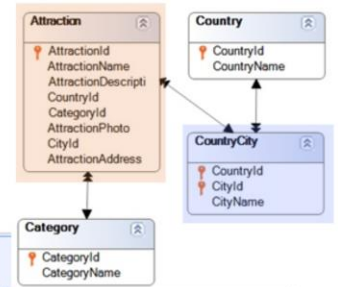 Attraction
AttractionId
AttractionName
AttractionDescripti
CountryId
CategoryId
AttractionPhoto
CityId
AttractionAddress
Country
CountryId
CountryName
CountryCity
CountryId
CityId
CityName
Category
CategoryId
CategoryName